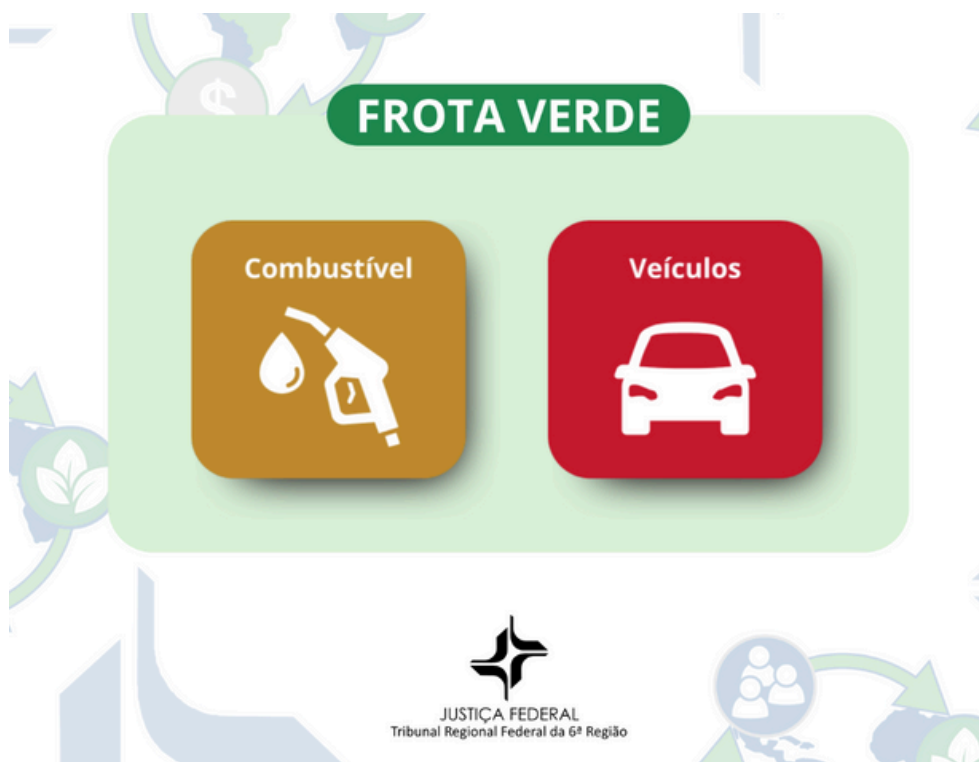 FROTA VERDE
Combustível
Veículos
JUSTIÇA FEDERAL
Tribunal Regional Federal da 6ª Região